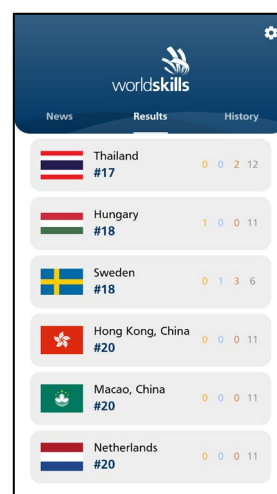 worldskills
News Results History
Thailand
#17
0 0 2 12
Hungary
#18
1 0 0 11
Sweden
#18
0 1 3 6
Hong Kong, China
#20
0 0 0 11
Macao, China
#20
0 0 0 11
Netherlands
#20
0 0 0 11